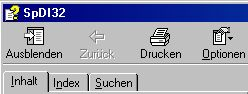 SpDI32
Ausblenden Zurück Drucken Optionen
Inhalt Index Suchen